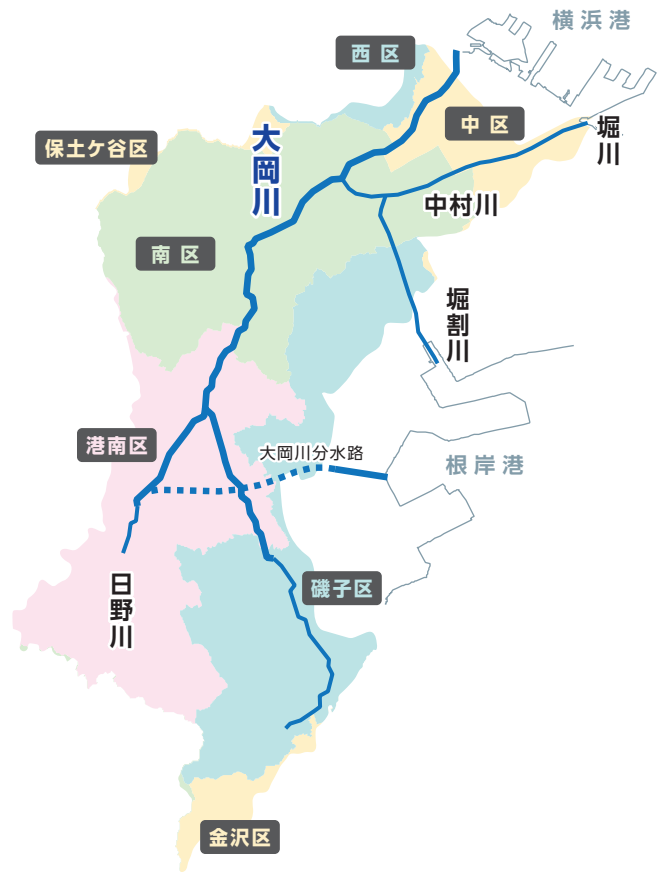 横浜港
西区
中区
堀川
保土ケ谷区
大岡川
中村川
南区
堀割川
港南区
大岡川分水路
根岸港
磯子区
日野川
金沢区